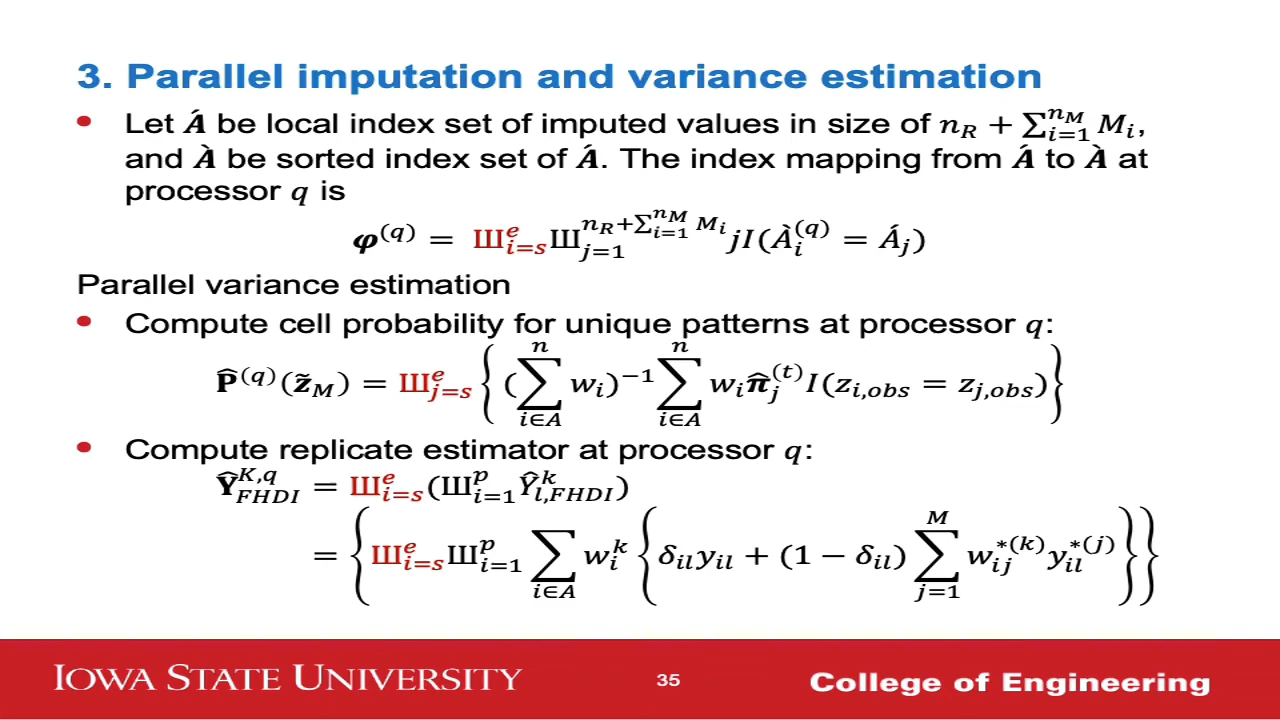 3. Parallel imputation and variance estimation
• Let Á be local index set of imputed values in size of n_R + ∑_{i=1}^{n_M} M_i,
and À be sorted index set of Á. The index mapping from Á to À at
processor q is
φ^{(q)} = Ш_{i=s}^{e} Ш_{j=1}^{n_R+∑_{i=1}^{n_M} M_i} jI(À_i^{(q)} = Á_j)
Parallel variance estimation
• Compute cell probability for unique patterns at processor q:
P̂^{(q)}(z̃_M) = Ш_{j=s}^{e} {(∑_{i∈A}^{n} w_i)^{−1} ∑_{i∈A}^{n} w_i π̂_j^{(t)} I(z_{i,obs} = z_{j,obs})}
• Compute replicate estimator at processor q:
Ŷ_{FHDI}^{K,q} = Ш_{i=s}^{e}(Ш_{i=1}^{p} Ŷ_{l,FHDI}^{k})
= {Ш_{i=s}^{e} Ш_{i=1}^{p} ∑_{i∈A} w_i^{k} {δ_{il}y_{il} + (1 − δ_{il}) ∑_{j=1}^{M} w_{ij}^{*(k)} y_{il}^{*(j)}}}
IOWA STATE UNIVERSITY 35 College of Engineering